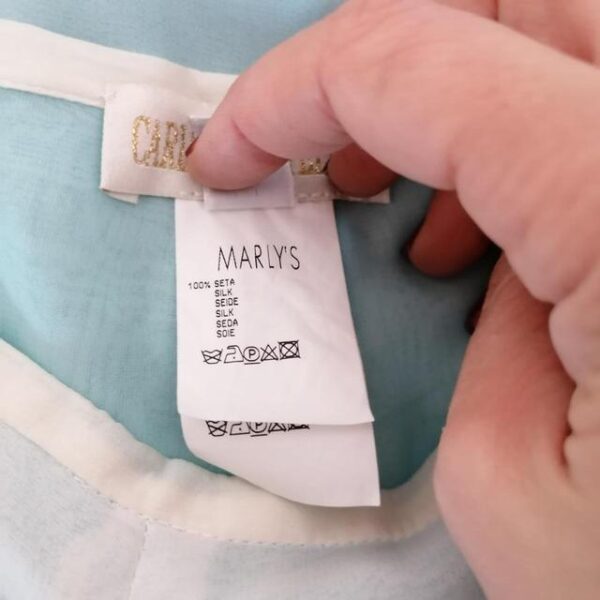 MARLY'S
100% SETA
SILK
SEIDE
SILK
SEDA
SOIE
P